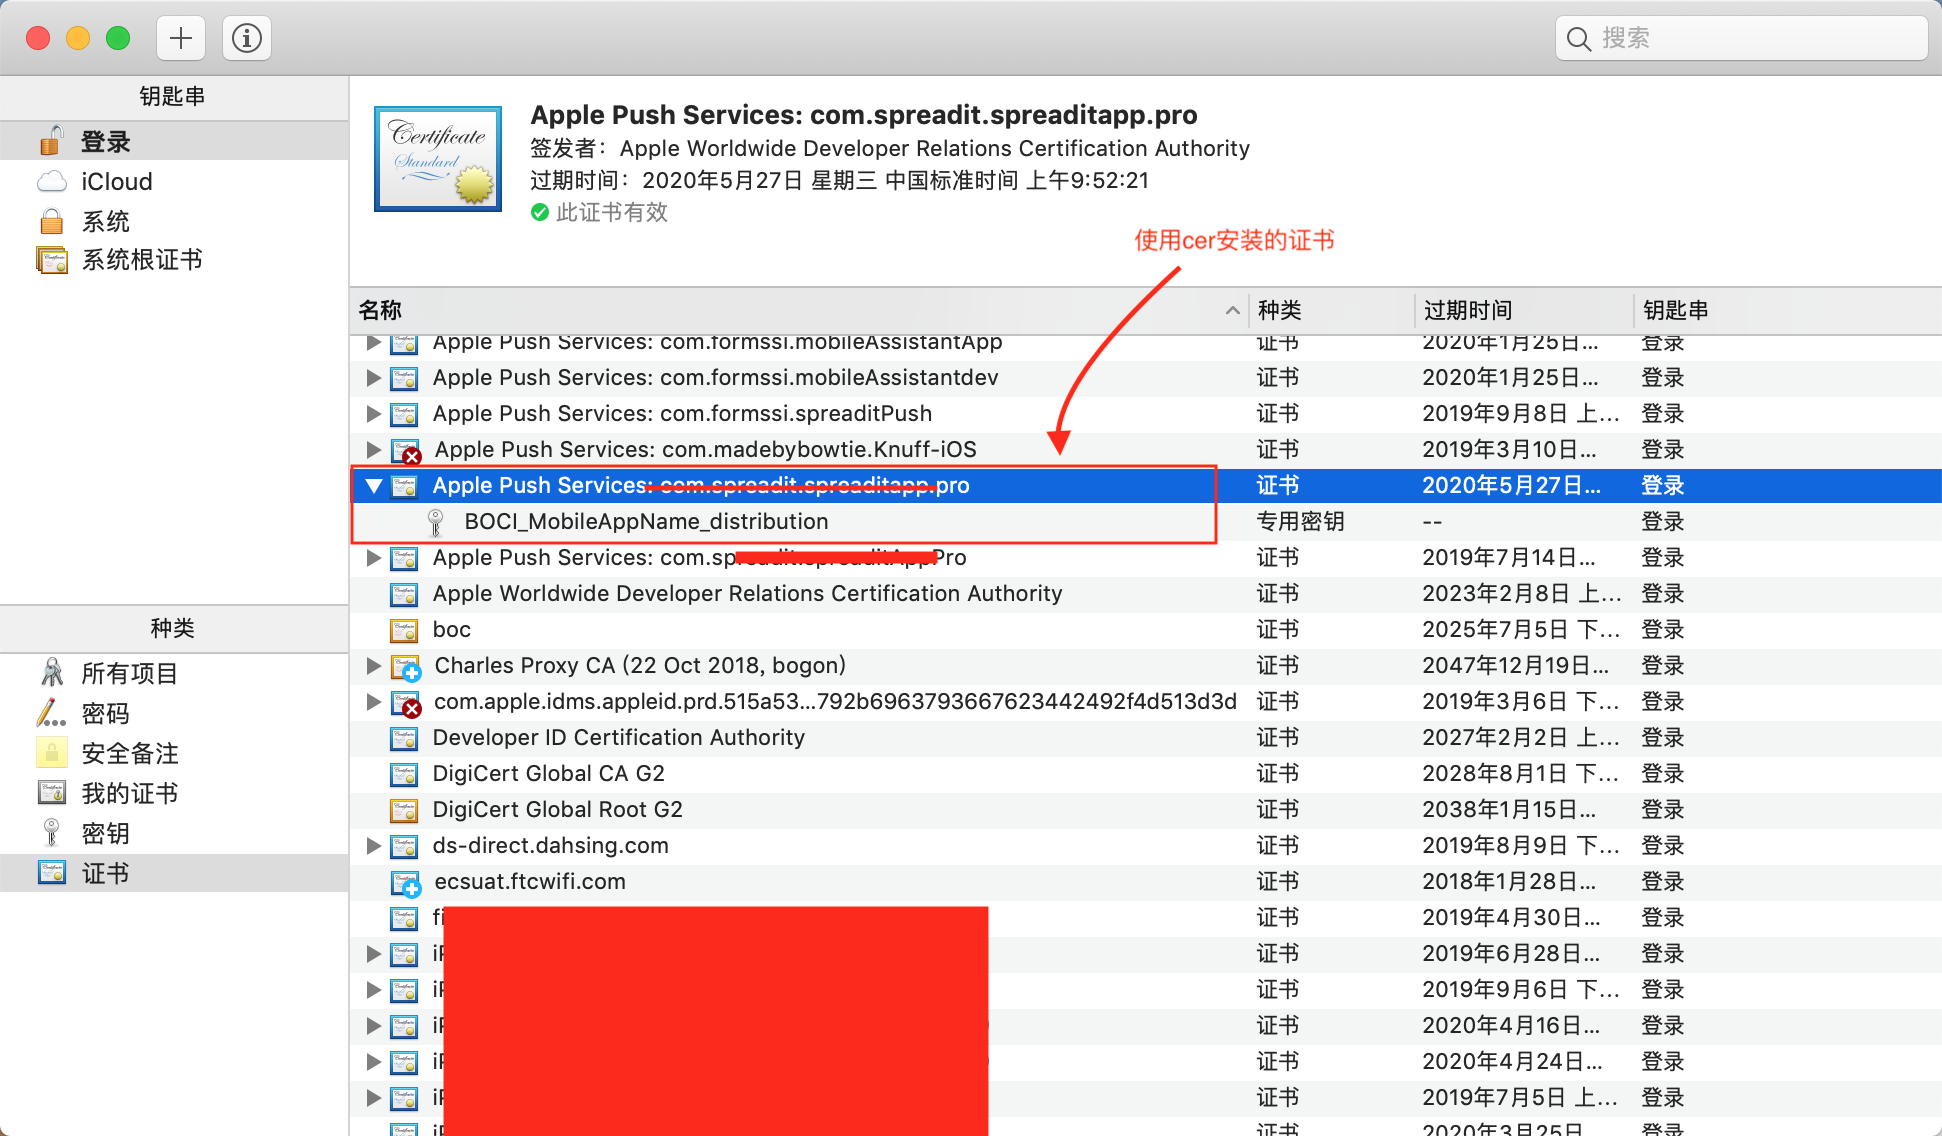 搜索
钥匙串
登录
iCloud
系统
系统根证书
种类
所有项目
密码
安全备注
我的证书
密钥
证书
Certificate
Standard
Apple Push Services: com.spreadit.spreaditapp.pro
签发者：Apple Worldwide Developer Relations Certification Authority
过期时间：2020年5月27日 星期三 中国标准时间 上午9:52:21
此证书有效
使用cer安装的证书
名称 种类 过期时间 钥匙串
Apple Push Services: com.formssi.mobileAssistantApp 证书 2020年1月25日... 登录
Apple Push Services: com.formssi.mobileAssistantdev 证书 2020年1月25日... 登录
Apple Push Services: com.formssi.spreaditPush 证书 2019年9月8日 上... 登录
Apple Push Services: com.madebybowtie.Knuff-iOS 证书 2019年3月10日... 登录
Apple Push Services: com.spreadit.spreaditapp.pro 证书 2020年5月27日... 登录
BOCI_MobileAppName_distribution 专用密钥 -- 登录
Apple Push Services: com.spreadit.spreaditAppPro 证书 2019年7月14日... 登录
Apple Worldwide Developer Relations Certification Authority 证书 2023年2月8日 上... 登录
boc 证书 2025年7月5日 下... 登录
Charles Proxy CA (22 Oct 2018, bogon) 证书 2047年12月19日... 登录
com.apple.idms.appleid.prd.515a53...792b6963793667623442492f4d513d3d 证书 2019年3月6日 下... 登录
Developer ID Certification Authority 证书 2027年2月2日 上... 登录
DigiCert Global CA G2 证书 2028年8月1日 下... 登录
DigiCert Global Root G2 证书 2038年1月15日... 登录
ds-direct.dahsing.com 证书 2019年8月9日 下... 登录
ecsuat.ftcwifi.com 证书 2018年1月28日... 登录
证书 2019年4月30日... 登录
证书 2019年6月28日... 登录
证书 2019年9月6日 下... 登录
证书 2020年4月16日... 登录
证书 2020年4月24日... 登录
证书 2019年7月5日 上... 登录
证书 2020年3月25日 登录